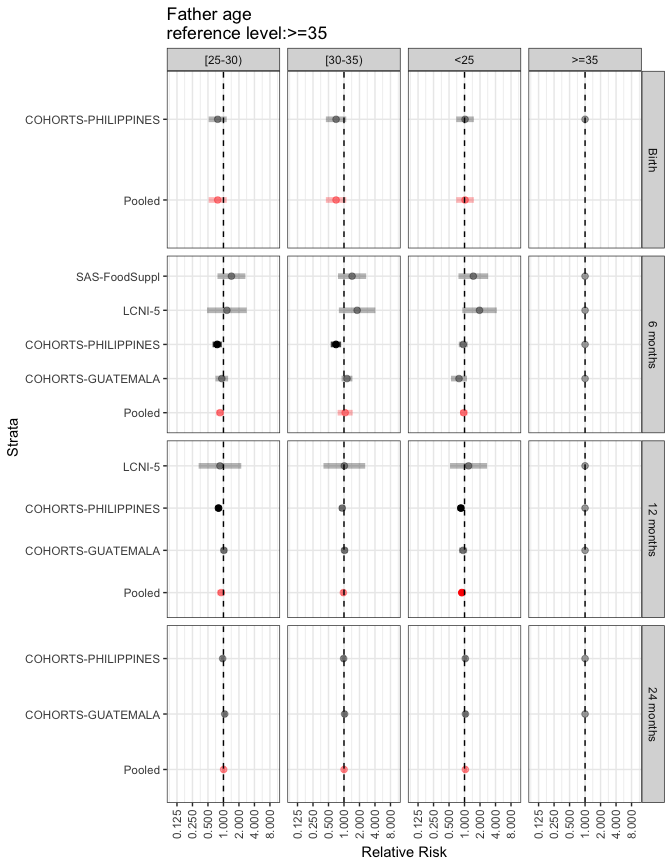 Father age
reference level:>=35
[25-30)
[30-35)
<25
>=35
COHORTS-PHILIPPINES
Pooled
Birth
SAS-FoodSuppl
LCNI-5
COHORTS-PHILIPPINES
COHORTS-GUATEMALA
Pooled
6 months
LCNI-5
COHORTS-PHILIPPINES
COHORTS-GUATEMALA
Pooled
12 months
COHORTS-PHILIPPINES
COHORTS-GUATEMALA
Pooled
24 months
Strata
0.125
0.250
0.500
1.000
2.000
4.000
8.000
0.125
0.250
0.500
1.000
2.000
4.000
8.000
0.125
0.250
0.500
1.000
2.000
4.000
8.000
0.125
0.250
0.500
1.000
2.000
4.000
8.000
Relative Risk